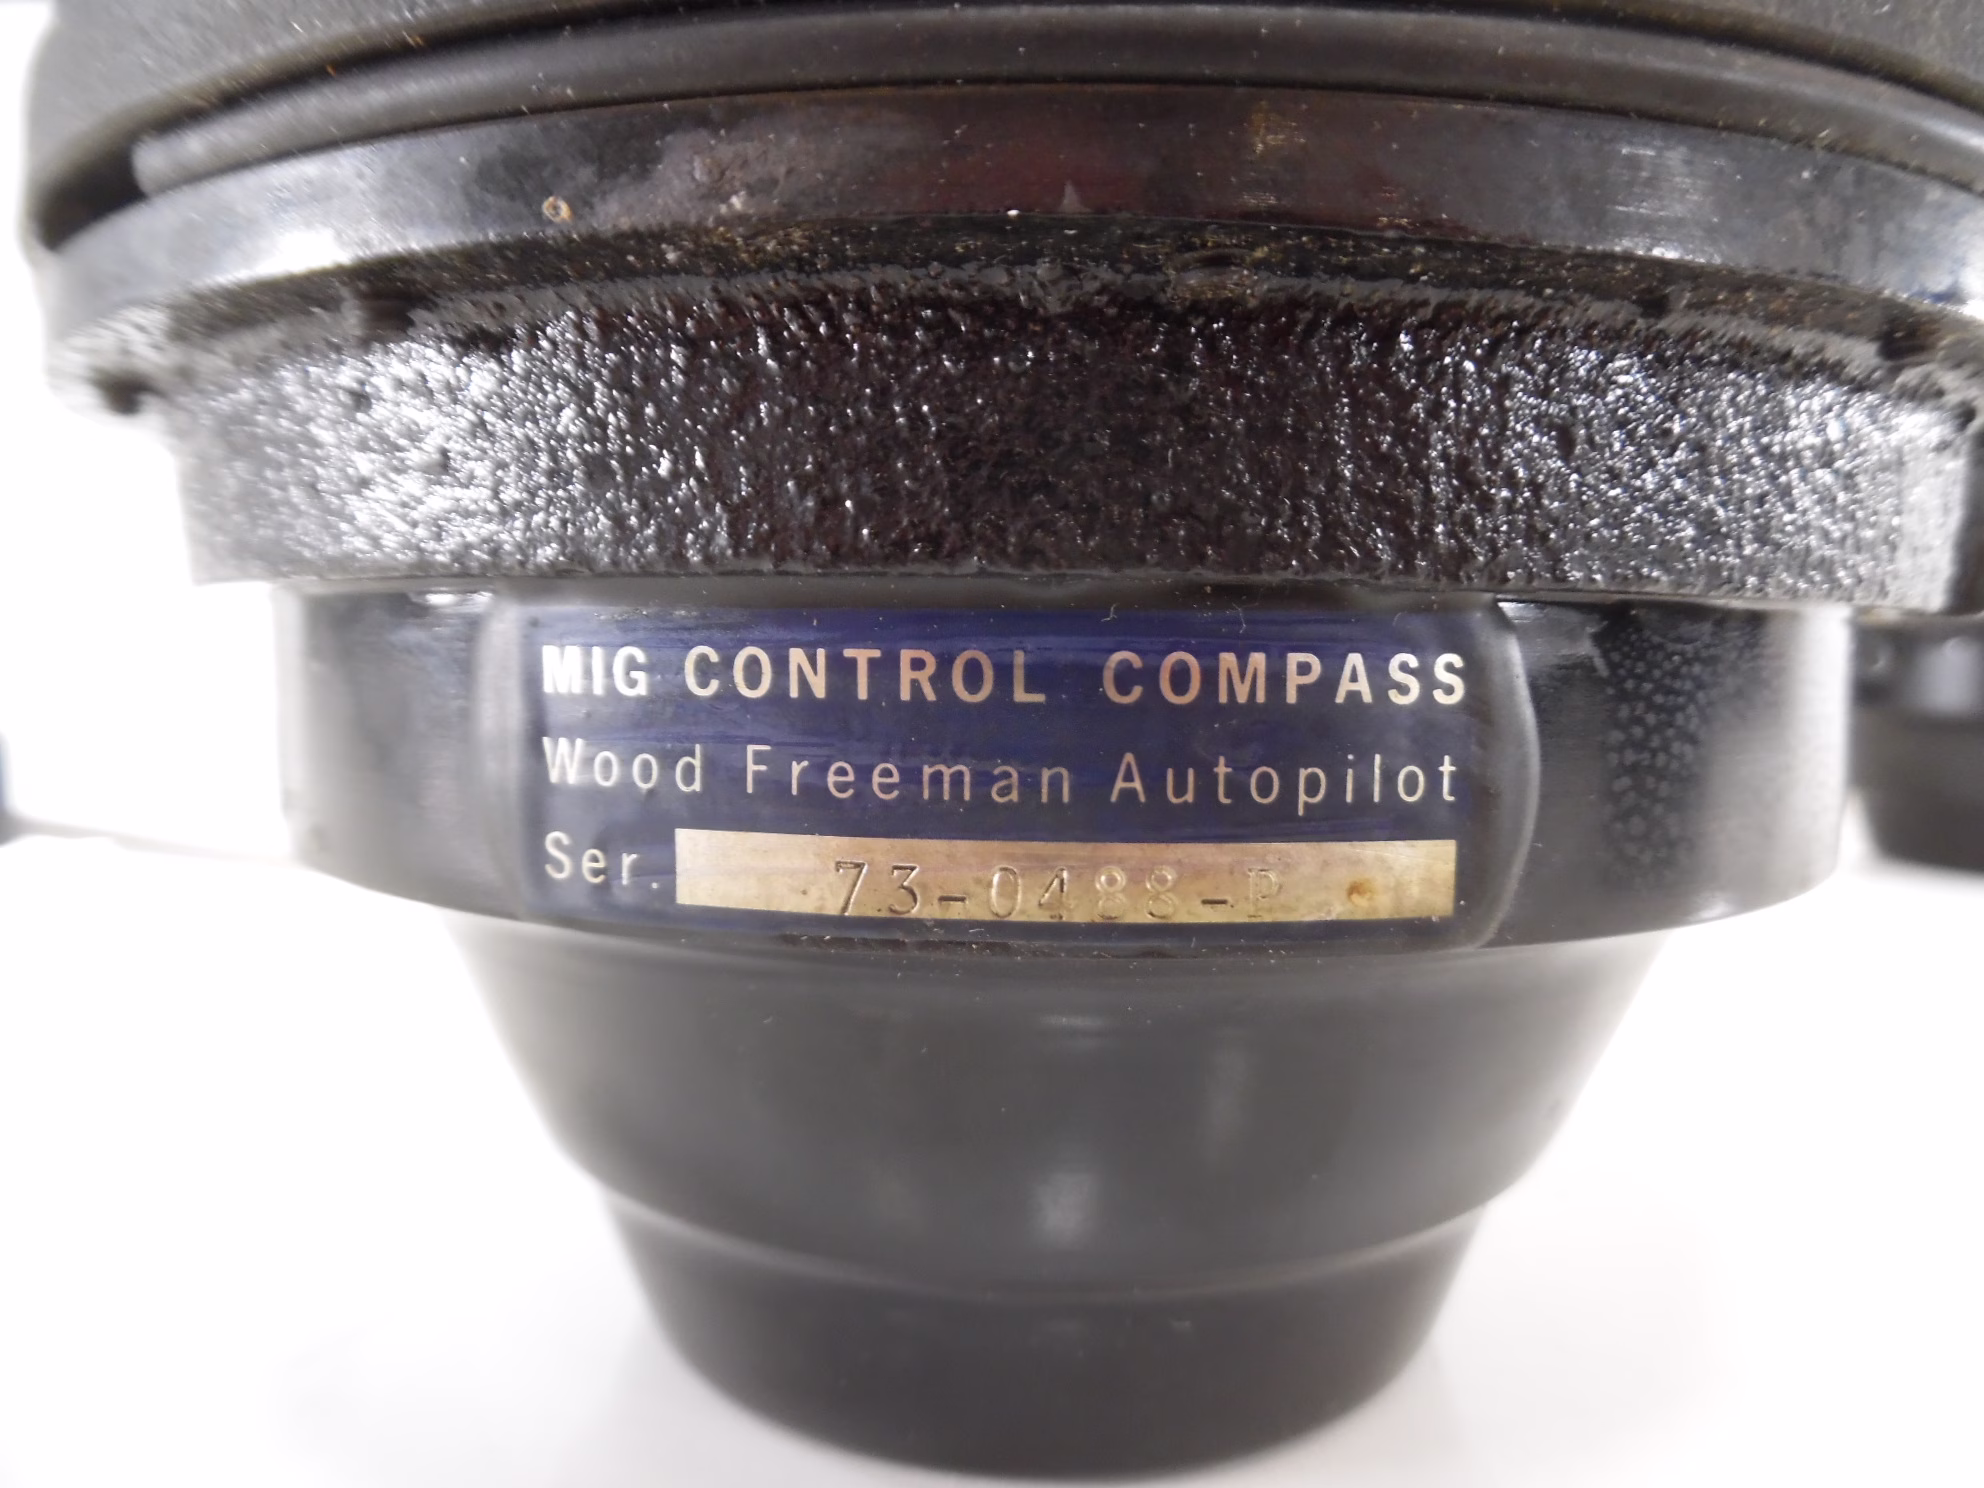 MIG CONTROL COMPASS
Wood Freeman Autopilot
Ser. 73-0488-P